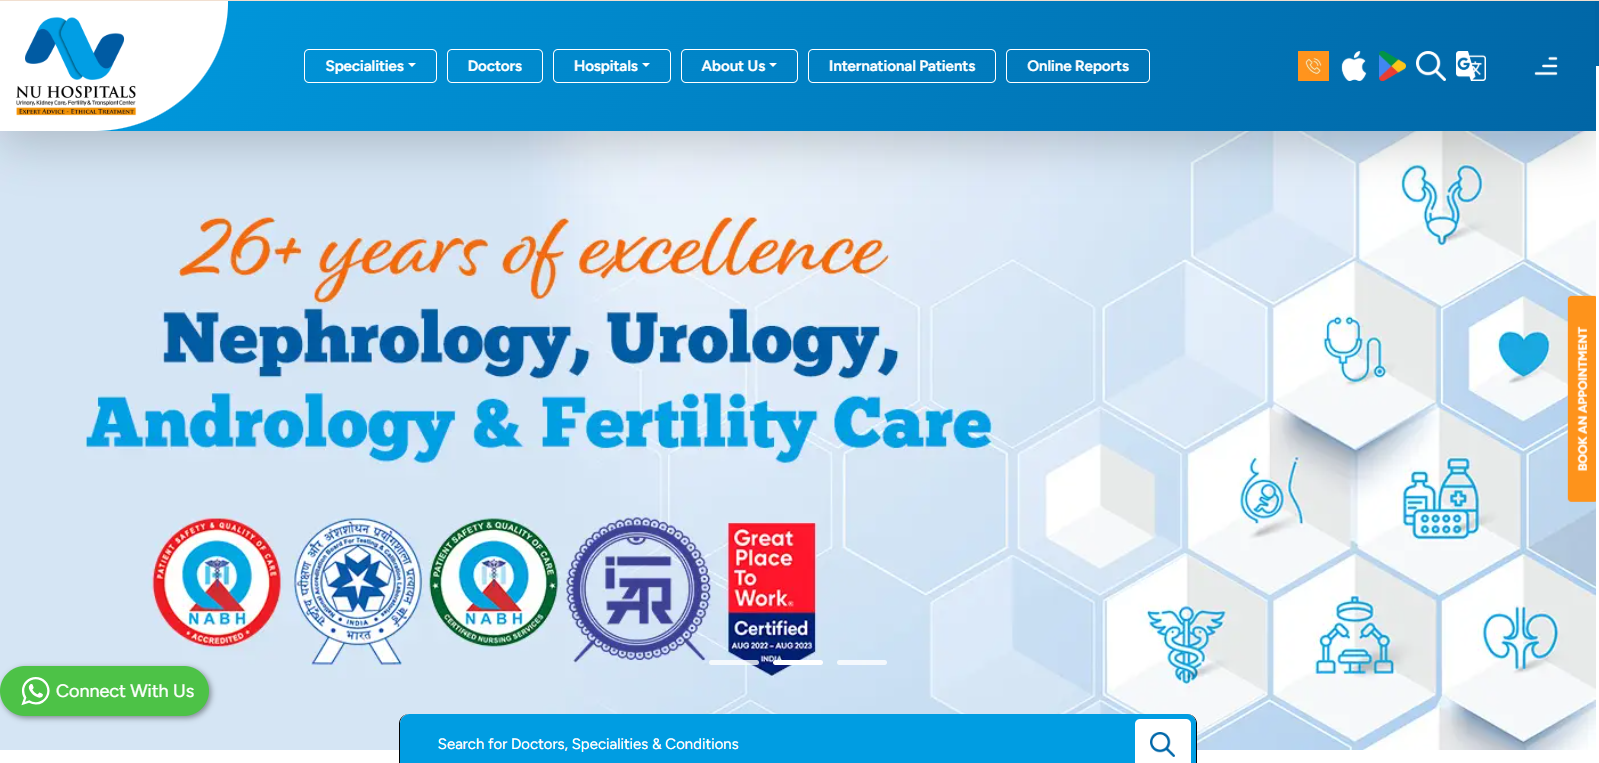 NU HOSPITALS
Urinary, Kidney Care, Fertility & Transplant Center
EXPERT ADVICE - ETHICAL TREATMENT
Specialities
Doctors
Hospitals
About Us
International Patients
Online Reports
26+ years of excellence
Nephrology, Urology,
Andrology & Fertility Care
PATIENT SAFETY & QUALITY OF CARE
NABH
ACCREDITED
राष्ट्रीय परीक्षण और अंशशोधन प्रयोगशाला प्रत्यायन बोर्ड
National Accreditation Board For Testing & Calibration Laboratories
INDIA
भारत
PATIENT SAFETY & QUALITY OF CARE
NABH
CERTIFIED NURSING SERVICES
Great
Place
To
Work®
Certified
AUG 2022 – AUG 2023
INDIA
BOOK AN APPOINTMENT
Connect With Us
Search for Doctors, Specialities & Conditions